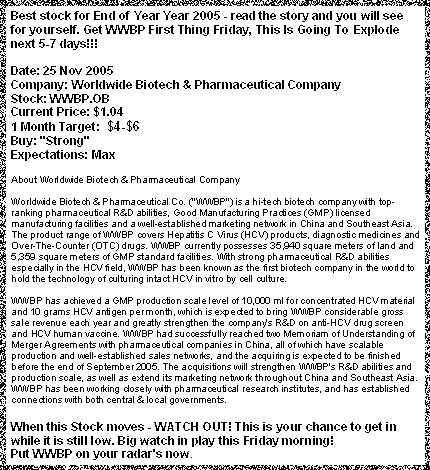 Best stock for End of Year Year 2005 - read the story and you will see
for yourself. Get WWBP First Thing Friday, This Is Going To Explode
next 5-7 days!!!
Date: 25 Nov 2005
Company: Worldwide Biotech & Pharmaceutical Company
Stock: WWBP.OB
Current Price: $1.04
1 Month Target: $4-$6
Buy: "Strong"
Expectations: Max
About Worldwide Biotech & Pharmaceutical Company
Worldwide Biotech & Pharmaceutical Co. ("WWBP") is a hi-tech biotech company with top-
ranking pharmaceutical R&D abilities, Good Manufacturing Practices (GMP) licensed
manufacturing facilities and a well-established marketing network in China and Southeast Asia.
The product range of WWBP covers Hepatitis C Virus (HCV) products, diagnostic medicines and
Over-The-Counter (OTC) drugs. WWBP currently possesses 35,940 square meters of land and
5,359 square meters of GMP standard facilities. With strong pharmaceutical R&D abilities
especially in the HCV field, WWBP has been known as the first biotech company in the world to
hold the technology of culturing intact HCV in vitro by cell culture.
WWBP has achieved a GMP production scale level of 10,000 ml for concentrated HCV material
and 10 grams HCV antigen per month, which is expected to bring WWBP considerable gross
sale revenue each year and greatly strengthen the company's R&D on anti-HCV drug screen
and HCV human vaccine. WWBP had successfully reached two Memoriam of Understanding of
Merger Agreements with pharmaceutical companies in China, all of which have scalable
production and well-established sales networks, and the acquiring is expected to be finished
before the end of September 2005. The acquisitions will strengthen WWBP's R&D abilities and
production scale, as well as extend its marketing network throughout China and Southeast Asia.
WWBP has been working closely with pharmaceutical research institutes, and has established
connections with both central & local governments.
When this Stock moves - WATCH OUT! This is your chance to get in
while it is still low. Big watch in play this Friday morning!
Put WWBP on your radar's now.